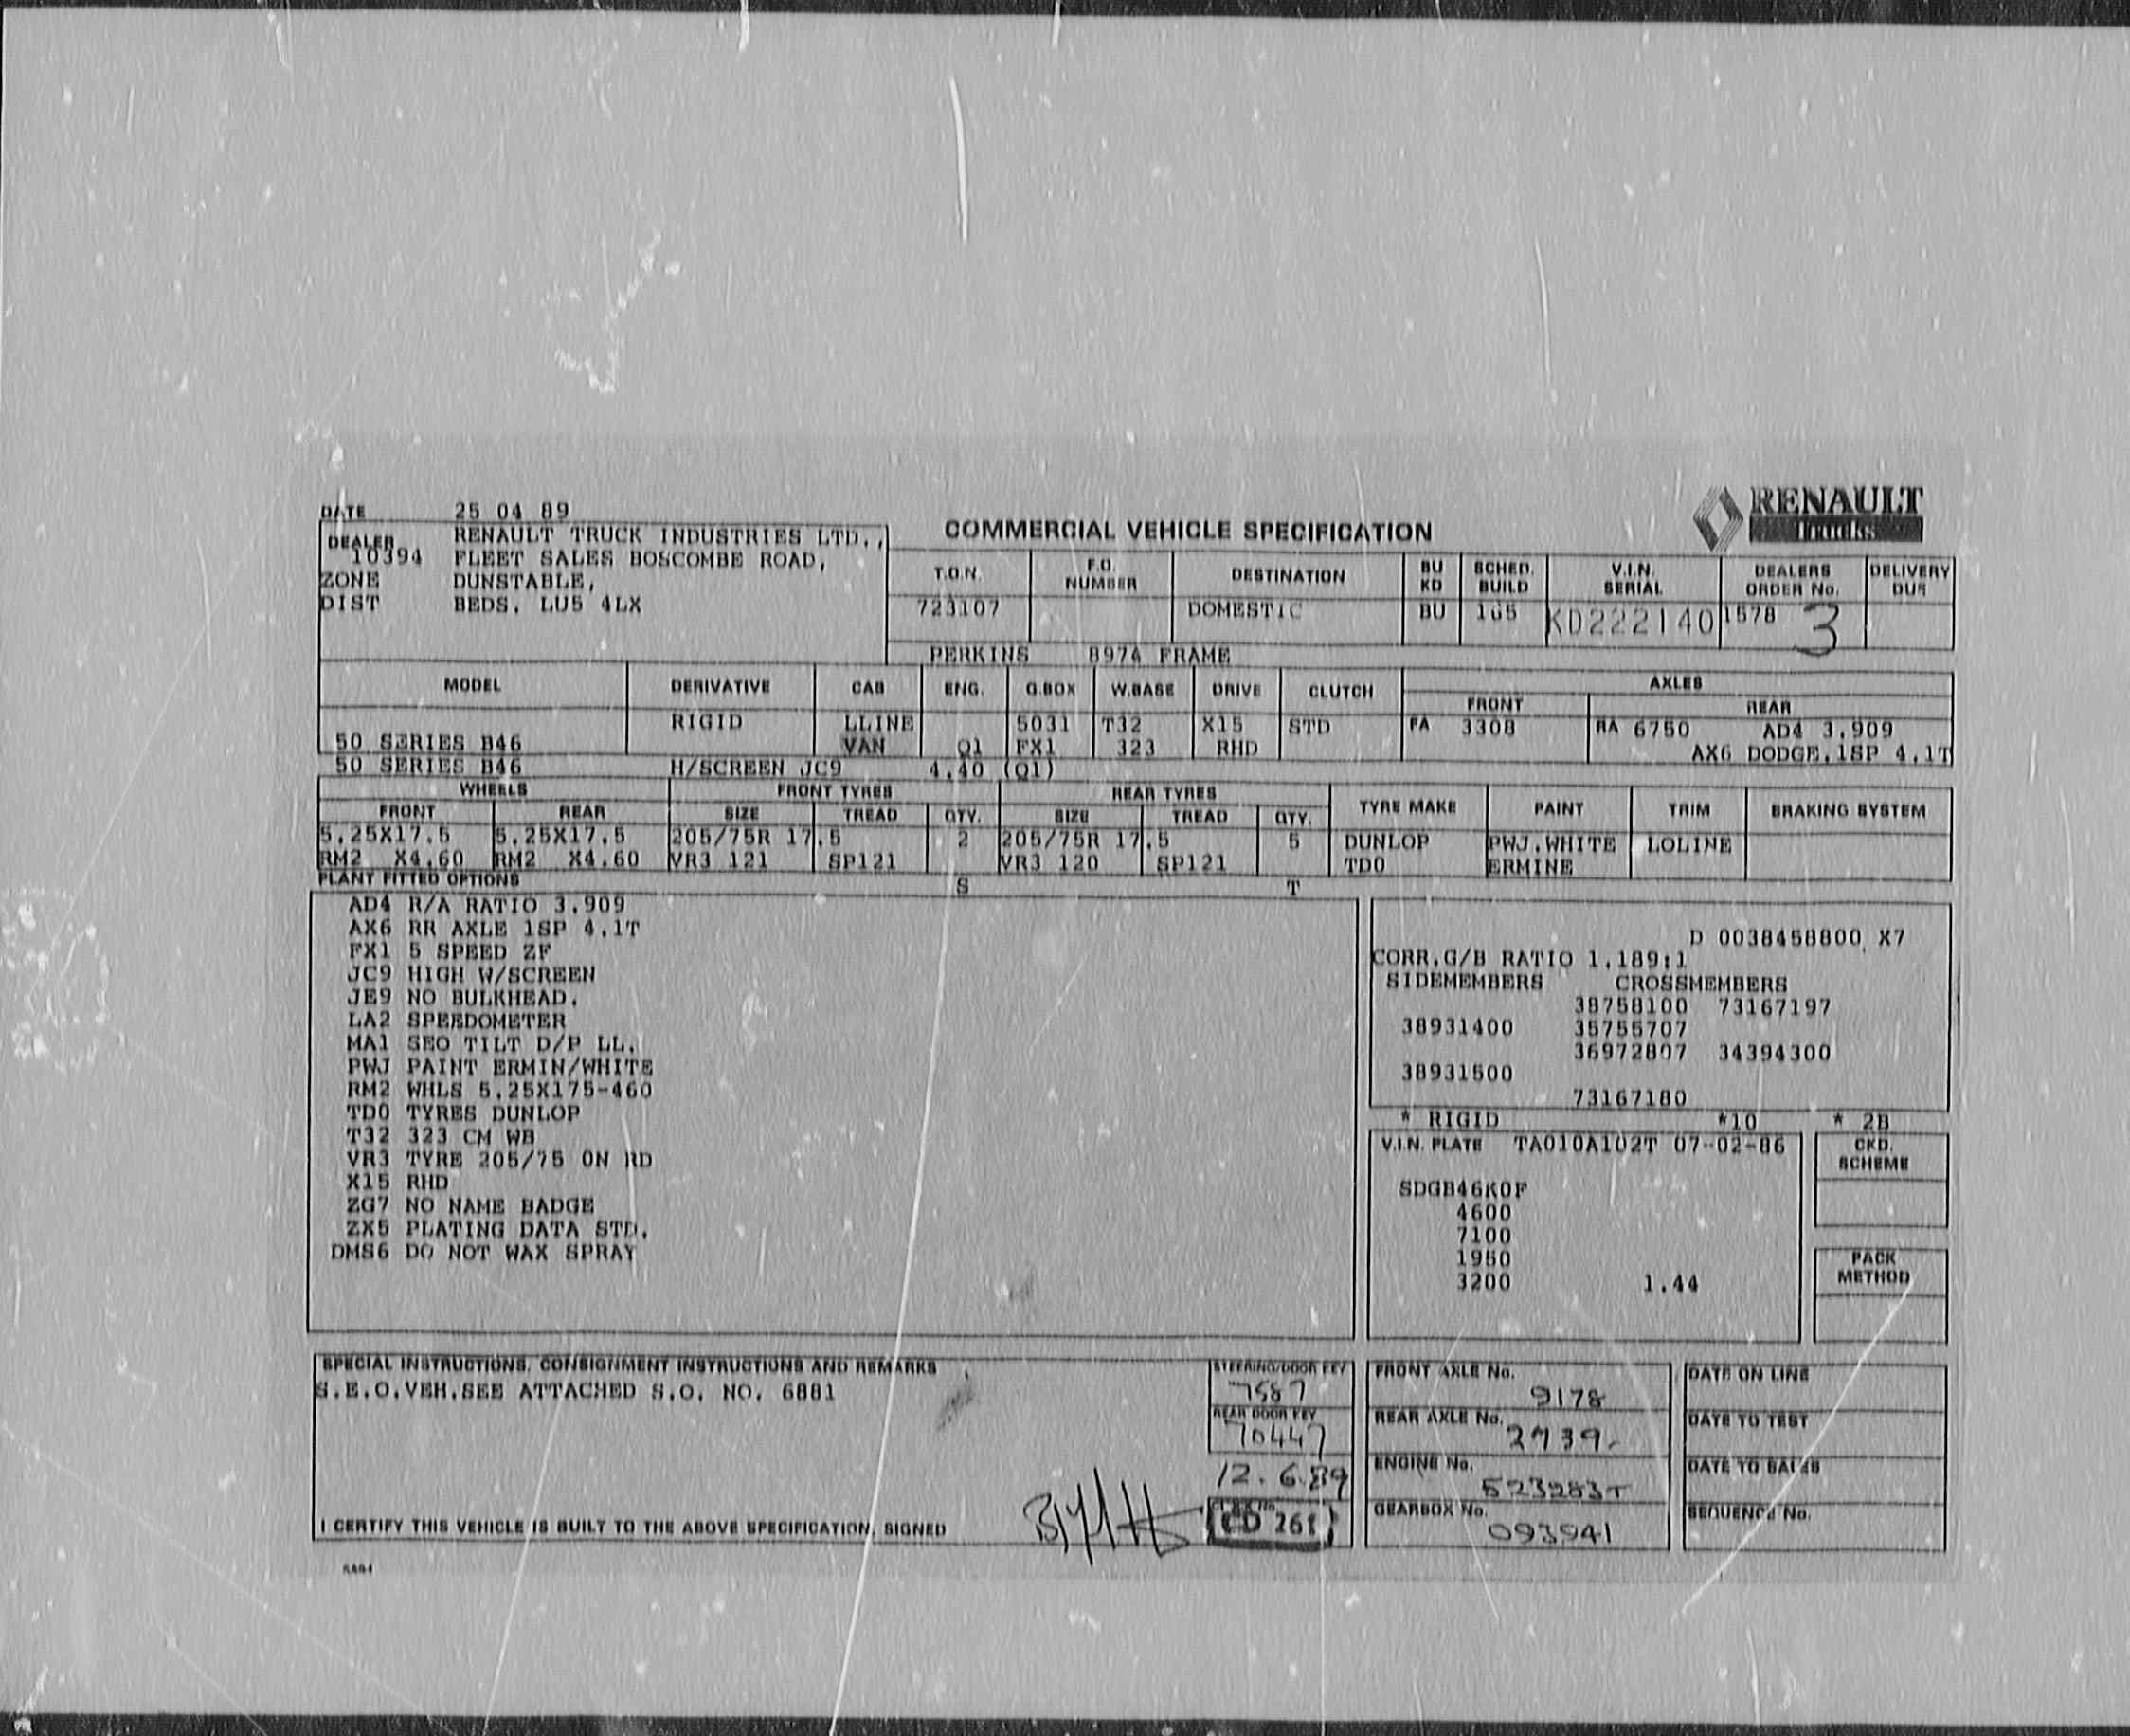 RENAULT
Trucks
DATE 25 04 89
DEALER RENAULT TRUCK INDUSTRIES LTD.,
10394 FLEET SALES BOSCOMBE ROAD,
ZONE DUNSTABLE,
DIST BEDS. LU5 4LX
COMMERCIAL VEHICLE SPECIFICATION
T.O.N. F.O. NUMBER DESTINATION BU KD SCHED. BUILD V.I.N. SERIAL DEALERS ORDER No. DELIVERY DUE
723107 DOMESTIC BU 165 KD222140 1578 3
PERKINS 8974 FRAME
MODEL DERIVATIVE CAB ENG. G.BOX W.BASE DRIVE CLUTCH AXLES
FRONT REAR
RIGID LLINE 5031 T32 X15 STD FA 3308 RA 6750 AD4 3.909
50 SERIES B46 VAN Q1 FX1 323 RHD AX6 DODGE.1SP 4.1T
50 SERIES B46 H/SCREEN JC9 4.40 (Q1)
WHEELS FRONT TYRES REAR TYRES TYRE MAKE PAINT TRIM BRAKING SYSTEM
FRONT REAR SIZE TREAD QTY. SIZE TREAD QTY.
5.25X17.5 5.25X17.5 205/75R 17.5 2 205/75R 17.5 5 DUNLOP PWJ.WHITE LOLINE
RM2 X4.60 RM2 X4.60 VR3 121 SP121 VR3 120 SP121 TD0 ERMINE
PLANT FITTED OPTIONS S T
AD4 R/A RATIO 3.909
AX6 RR AXLE 1SP 4.1T
FX1 5 SPEED ZF
JC9 HIGH W/SCREEN
JE9 NO BULKHEAD.
LA2 SPEEDOMETER
MA1 SEO TILT D/P LL.
PWJ PAINT ERMIN/WHITE
RM2 WHLS 5.25X175-460
TD0 TYRES DUNLOP
T32 323 CM WB
VR3 TYRE 205/75 ON RD
X15 RHD
ZG7 NO NAME BADGE
ZX5 PLATING DATA STD.
DMS6 DO NOT WAX SPRAY
D 0038458800 X7
CORR.G/B RATIO 1.189:1
SIDEMEMBERS CROSSMEMBERS
38758100 73167197
38931400 35755707
36972807 34394300
38931500
73167180
* RIGID *10 * 2B
V.I.N. PLATE TA010A102T 07-02-86
SDGB46K0F
4600
7100
1950
3200 1.44
CKD. SCHEME
PACK METHOD
SPECIAL INSTRUCTIONS, CONSIGNMENT INSTRUCTIONS AND REMARKS
S.E.O.VEH.SEE ATTACHED S.O. NO. 6881
I CERTIFY THIS VEHICLE IS BUILT TO THE ABOVE SPECIFICATION, SIGNED
STEERING/DOOR KEY
7587
REAR DOOR KEY
70447
12.6.89
CD 261
FRONT AXLE No.
9178
REAR AXLE No.
2739
ENGINE No.
523283T
GEARBOX No.
093941
DATE ON LINE
DATE TO TEST
DATE TO SALES
SEQUENCE No.